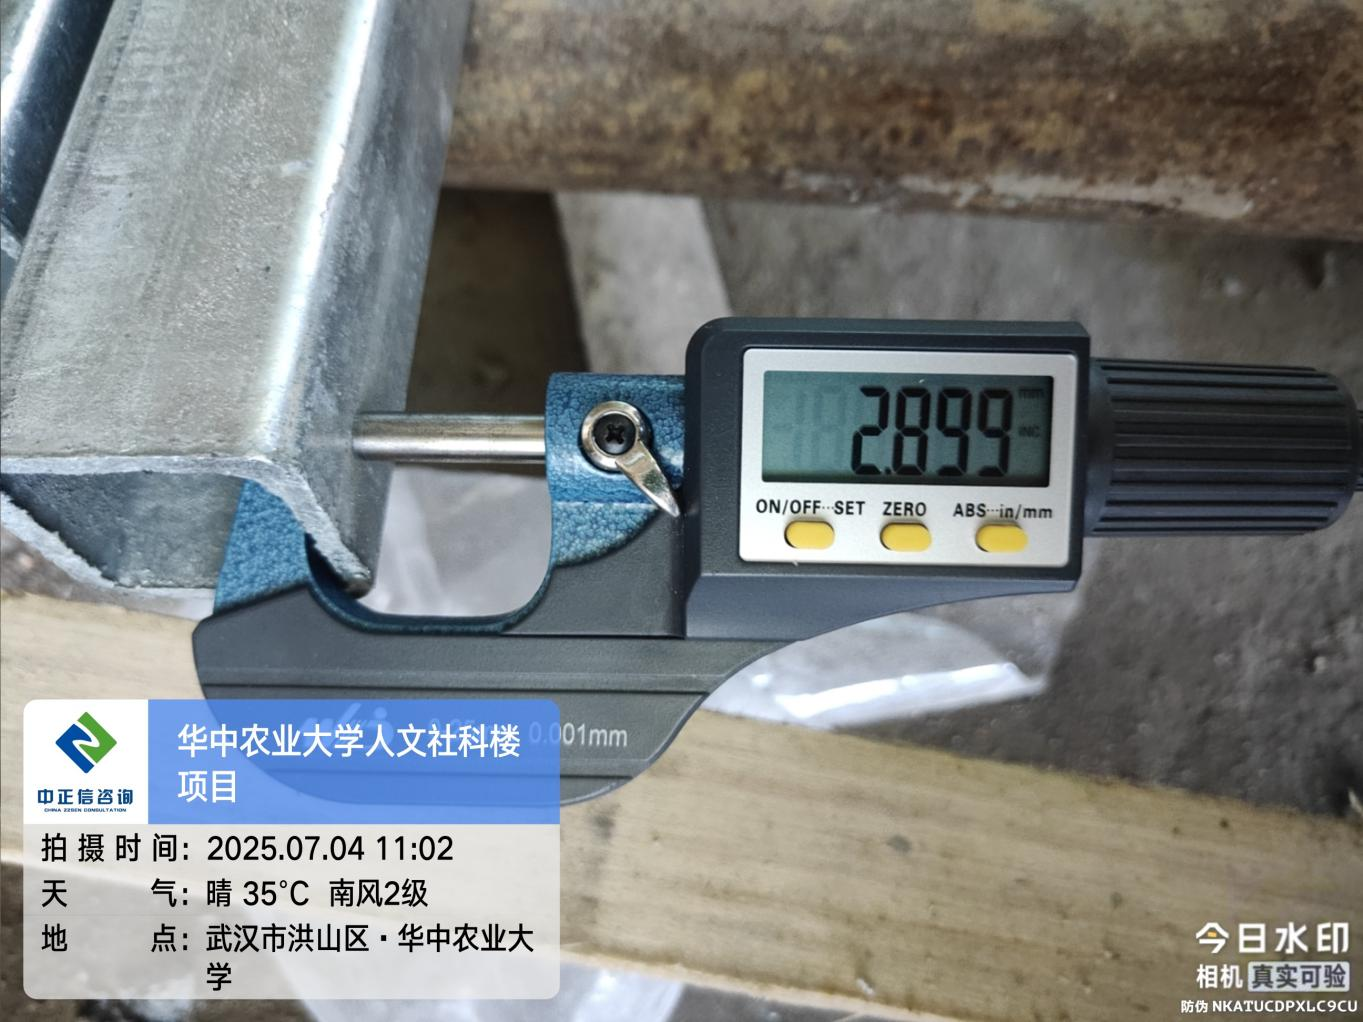 2.899
mm
INC
ON/OFF···SET ZERO ABS···in/mm
0.001mm
华中农业大学人文社科楼
项目
中正信咨询
CHINA ZZSEN CONSULTATION
拍摄时间: 2025.07.04 11:02
天气: 晴 35°C 南风2级
地点: 武汉市洪山区·华中农业大
学
今日水印
相机 真实可验
防伪 NKATUCDPXLC9CU